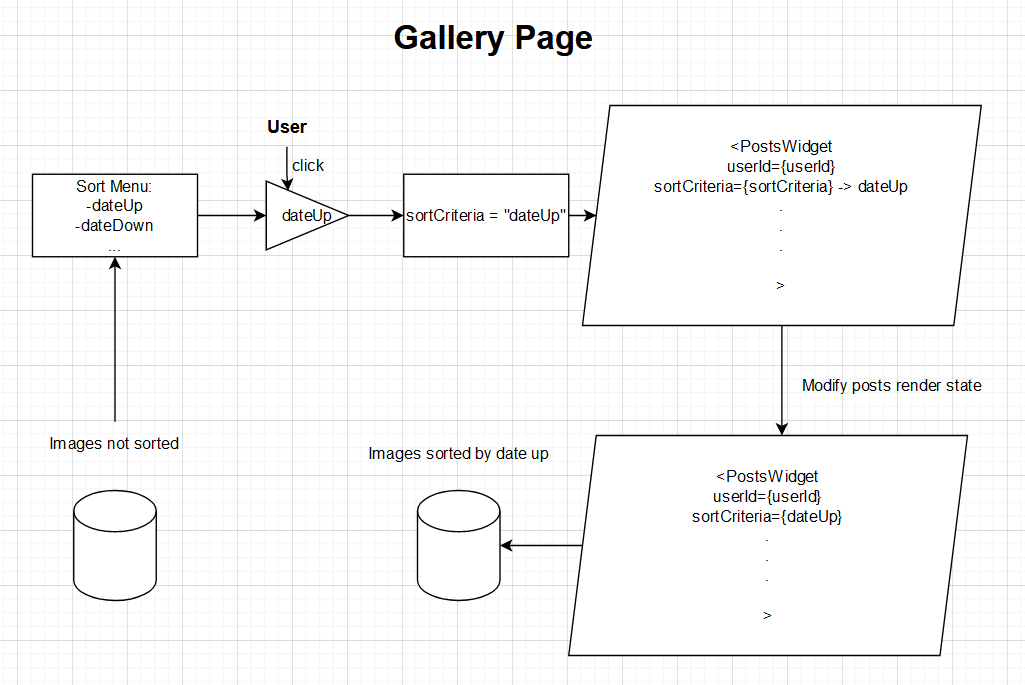 Gallery Page
User
click
Sort Menu:
-dateUp
-dateDown
...
dateUp
sortCriteria = "dateUp"
<PostsWidget
userId={userId}
sortCriteria={sortCriteria} -> dateUp
.
.
.
>
Modify posts render state
Images not sorted
Images sorted by date up
<PostsWidget
userId={userId}
sortCriteria={dateUp}
.
.
.
>